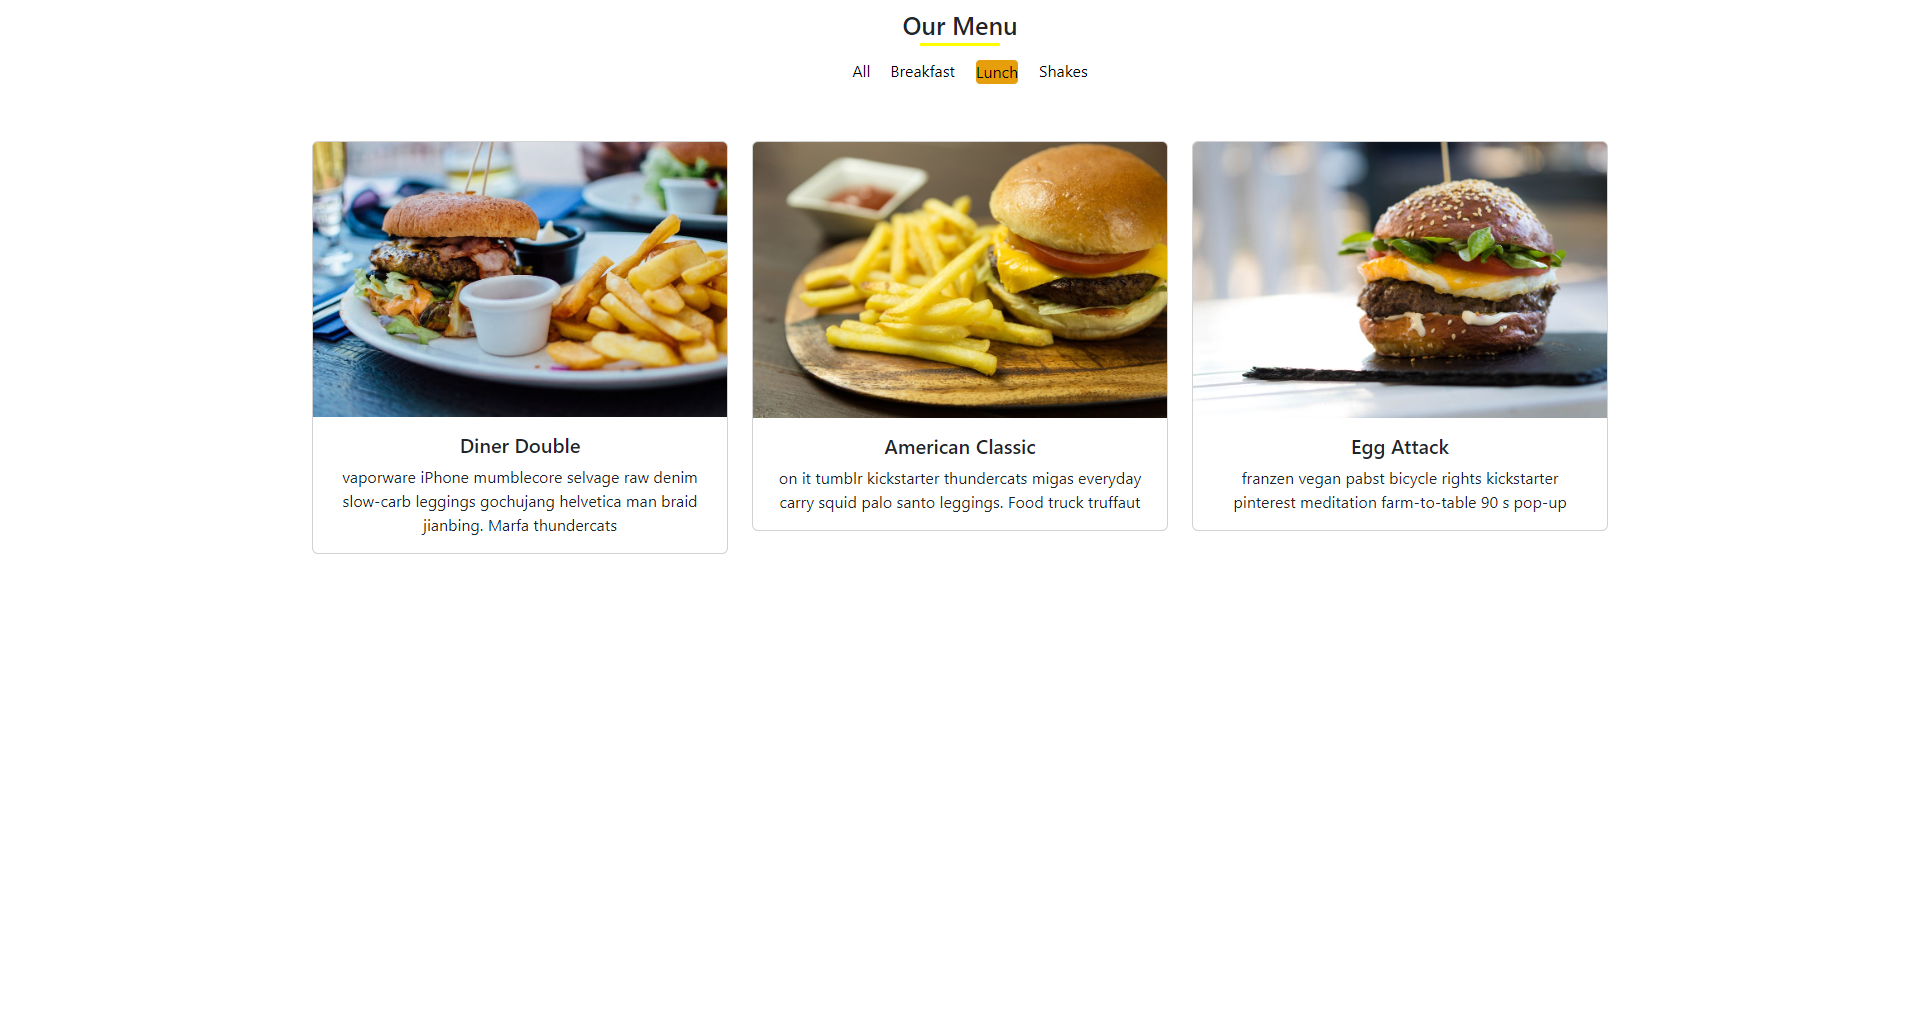 Our Menu
All Breakfast Lunch Shakes
Diner Double
vaporware iPhone mumblecore selvage raw denim
slow-carb leggings gochujang helvetica man braid
jianbing. Marfa thundercats
American Classic
on it tumblr kickstarter thundercats migas everyday
carry squid palo santo leggings. Food truck truffaut
Egg Attack
franzen vegan pabst bicycle rights kickstarter
pinterest meditation farm-to-table 90 s pop-up